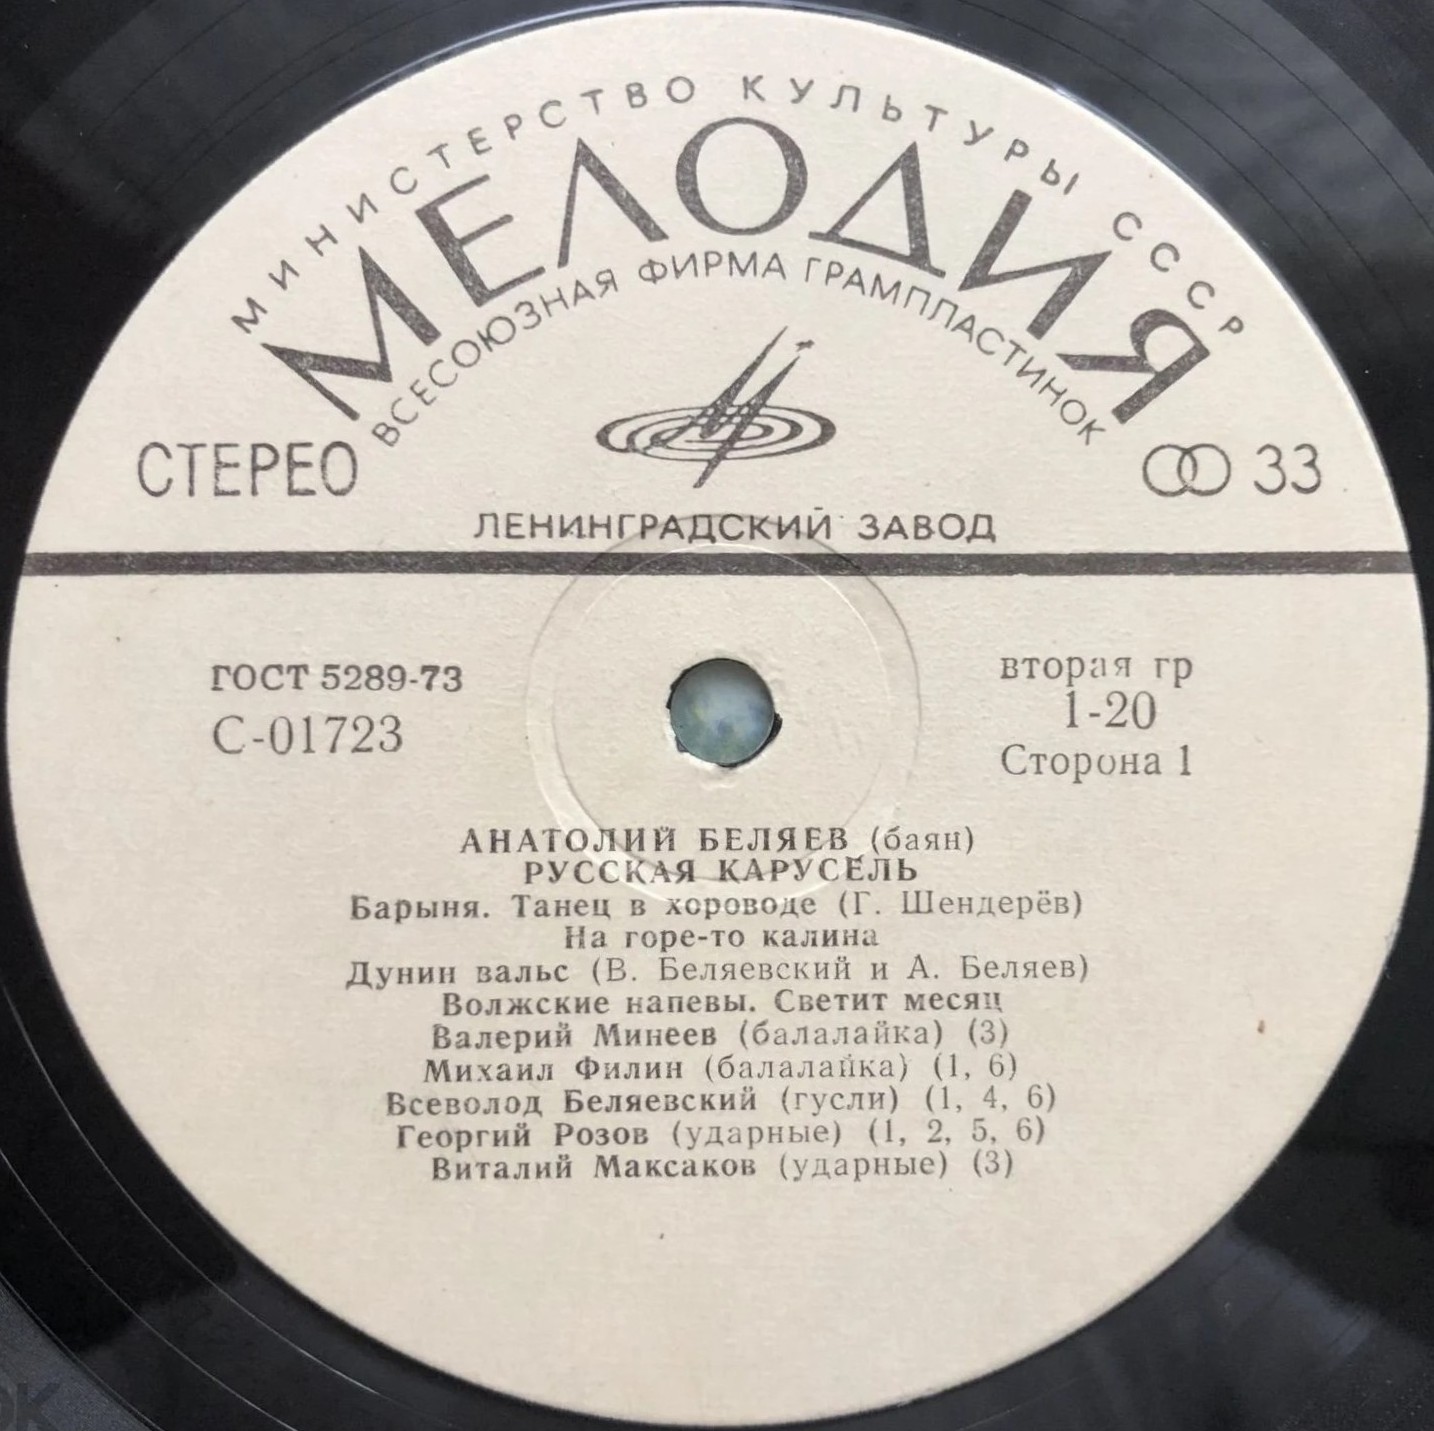 МИНИСТЕРСТВО КУЛЬТУРЫ СССР
МЕЛОДИЯ
ВСЕСОЮЗНАЯ ФИРМА ГРАМПЛАСТИНОК
СТЕРЕО
33
ЛЕНИНГРАДСКИЙ ЗАВОД
ГОСТ 5289-73
С-01723
вторая гр
1-20
Сторона 1
АНАТОЛИЙ БЕЛЯЕВ (баян)
РУССКАЯ КАРУСЕЛЬ
Барыня. Танец в хороводе (Г. Шендерёв)
На горе-то калина
Дунин вальс (В. Беляевский и А. Беляев)
Волжские напевы. Светит месяц
Валерий Минеев (балалайка) (3)
Михаил Филин (балалайка) (1, 6)
Всеволод Беляевский (гусли) (1, 4, 6)
Георгий Розов (ударные) (1, 2, 5, 6)
Виталий Максаков (ударные) (3)